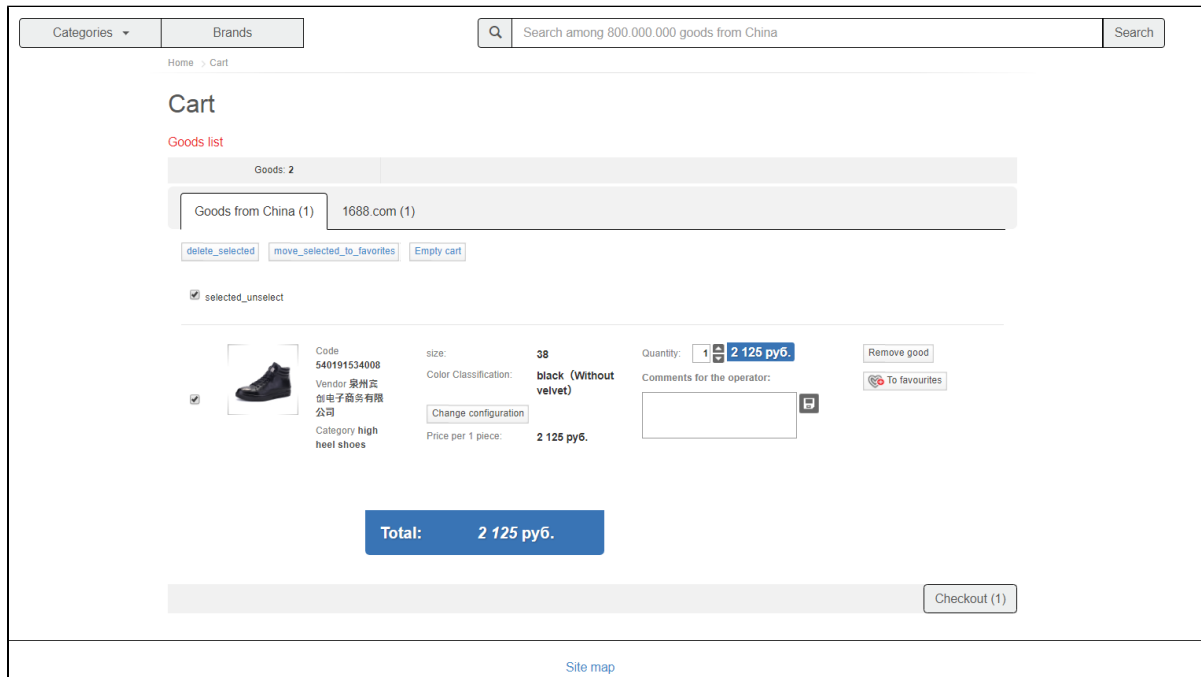 Categories Brands Search among 800.000.000 goods from China Search
Home > Cart
Cart
Goods list
Goods: 2
Goods from China (1) 1688.com (1)
delete_selected move_selected_to_favorites Empty cart
selected_unselect
Code
540191534008
Vendor 泉州宾
创电子商务有限
公司
Category high
heel shoes
size: 38
Color Classification: black（Without
velvet）
Change configuration
Price per 1 piece: 2 125 руб.
Quantity: 1 2 125 руб.
Comments for the operator:
Remove good
To favourites
Total: 2 125 руб.
Checkout (1)
Site map